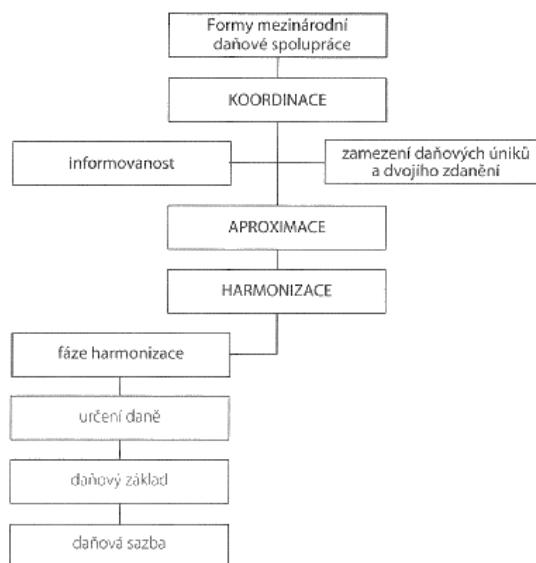 Formy mezinárodní
daňové spolupráce
KOORDINACE
informovanost
zamezení daňových úniků
a dvojího zdanění
APROXIMACE
HARMONIZACE
fáze harmonizace
určení daně
daňový základ
daňová sazba